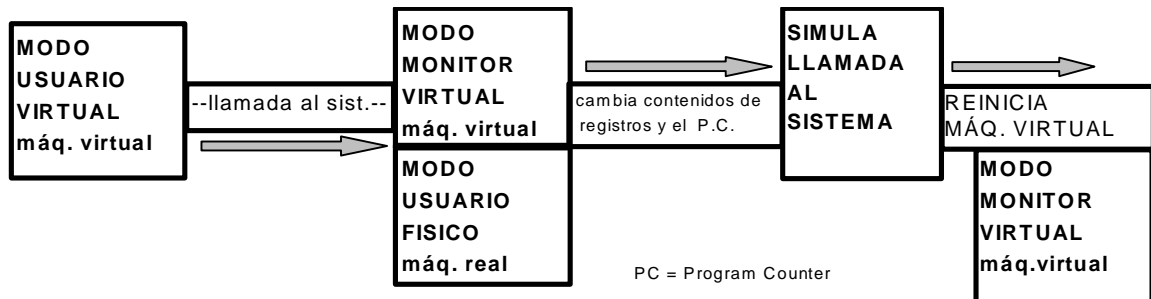 MODO
USUARIO
VIRTUAL
máq. virtual
--llamada al sist.--
MODO
MONITOR
VIRTUAL
máq. virtual
MODO
USUARIO
FISICO
máq. real
cambia contenidos de
registros y el P.C.
SIMULA
LLAMADA
AL
SISTEMA
REINICIA
MÁQ. VIRTUAL
MODO
MONITOR
VIRTUAL
máq.virtual
PC = Program Counter